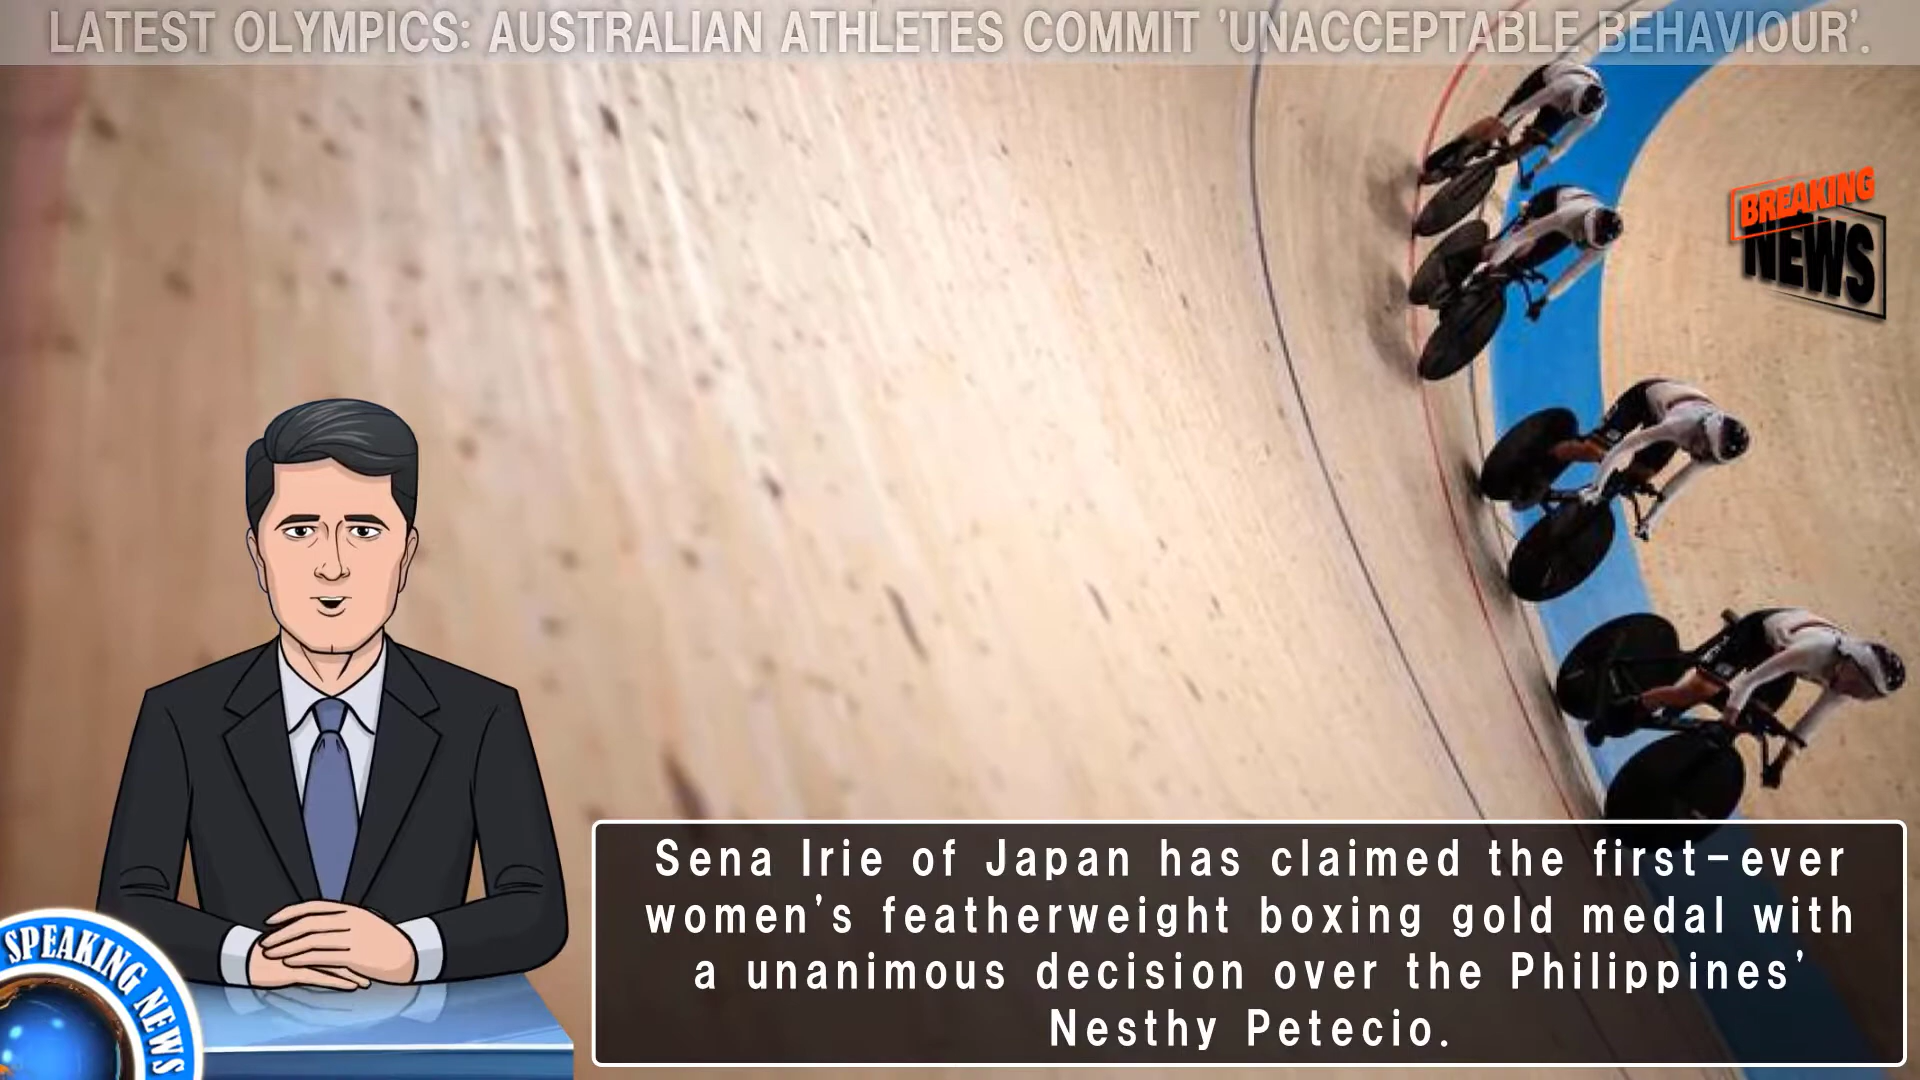 LATEST OLYMPICS: AUSTRALIAN ATHLETES COMMIT 'UNACCEPTABLE BEHAVIOUR'.
BREAKING
NEWS
Sena Irie of Japan has claimed the first-ever
women's featherweight boxing gold medal with
a unanimous decision over the Philippines'
Nesthy Petecio.
SPEAKING NEWS